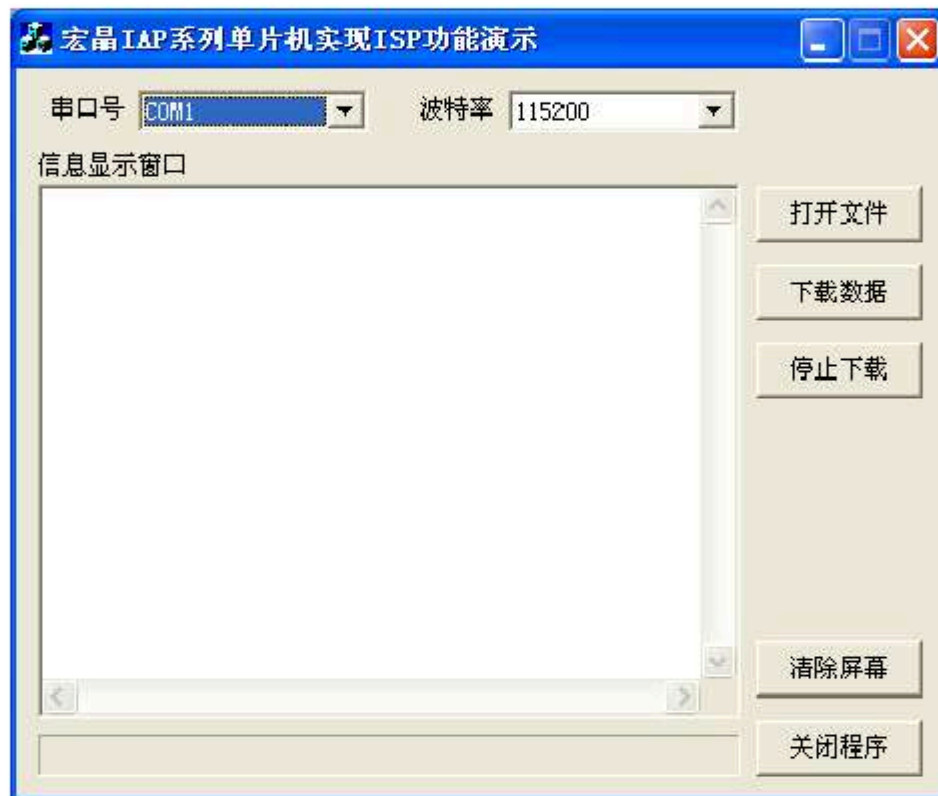 宏晶IAP系列单片机实现ISP功能演示
串口号 COM1 波特率 115200
信息显示窗口
打开文件
下载数据
停止下载
清除屏幕
关闭程序